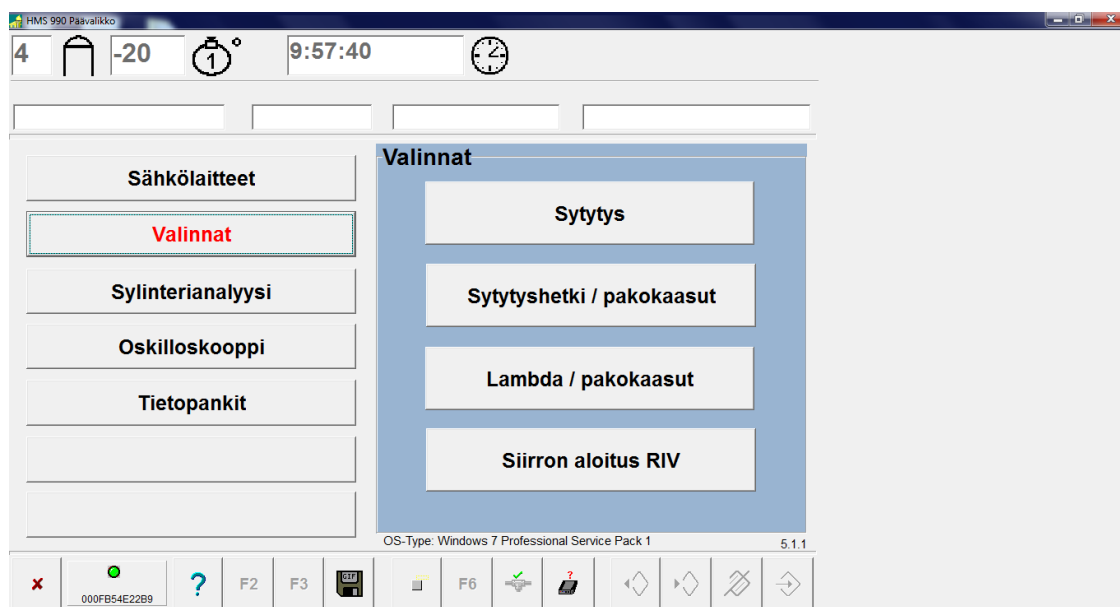 HMS 990 Päävalikko
4 -20 1 9:57:40
Sähkölaitteet
Valinnat
Sylinterianalyysi
Oskilloskooppi
Tietopankit
Valinnat
Sytytys
Sytytyshetki / pakokaasut
Lambda / pakokaasut
Siirron aloitus RIV
OS-Type: Windows 7 Professional Service Pack 1 5.1.1
000FB54E22B9 ? F2 F3 GIF F6 ?